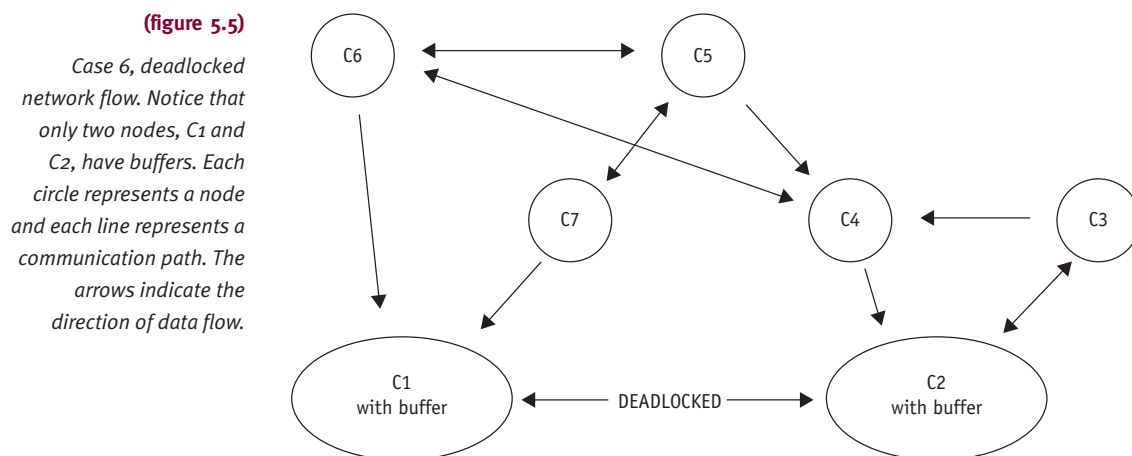 (figure 5.5)
Case 6, deadlocked
network flow. Notice that
only two nodes, C1 and
C2, have buffers. Each
circle represents a node
and each line represents a
communication path. The
arrows indicate the
direction of data flow.
C6
C5
C7
C4
C3
C1
with buffer
DEADLOCKED
C2
with buffer